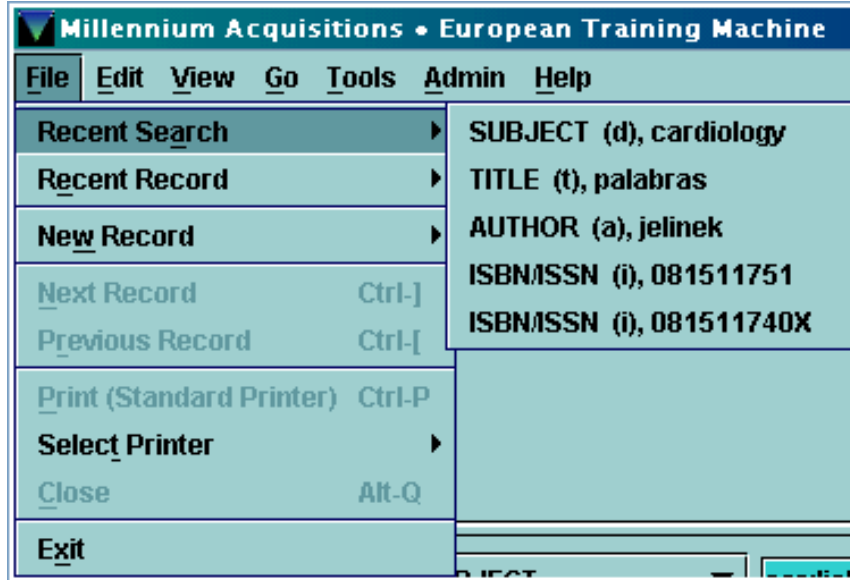 Millennium Acquisitions • European Training Machine
File Edit View Go Tools Admin Help
Recent Search
Recent Record
New Record
Next Record Ctrl-]
Previous Record Ctrl-[
Print (Standard Printer) Ctrl-P
Select Printer
Close Alt-Q
Exit
SUBJECT (d), cardiology
TITLE (t), palabras
AUTHOR (a), jelinek
ISBN/ISSN (i), 081511751
ISBN/ISSN (i), 081511740X